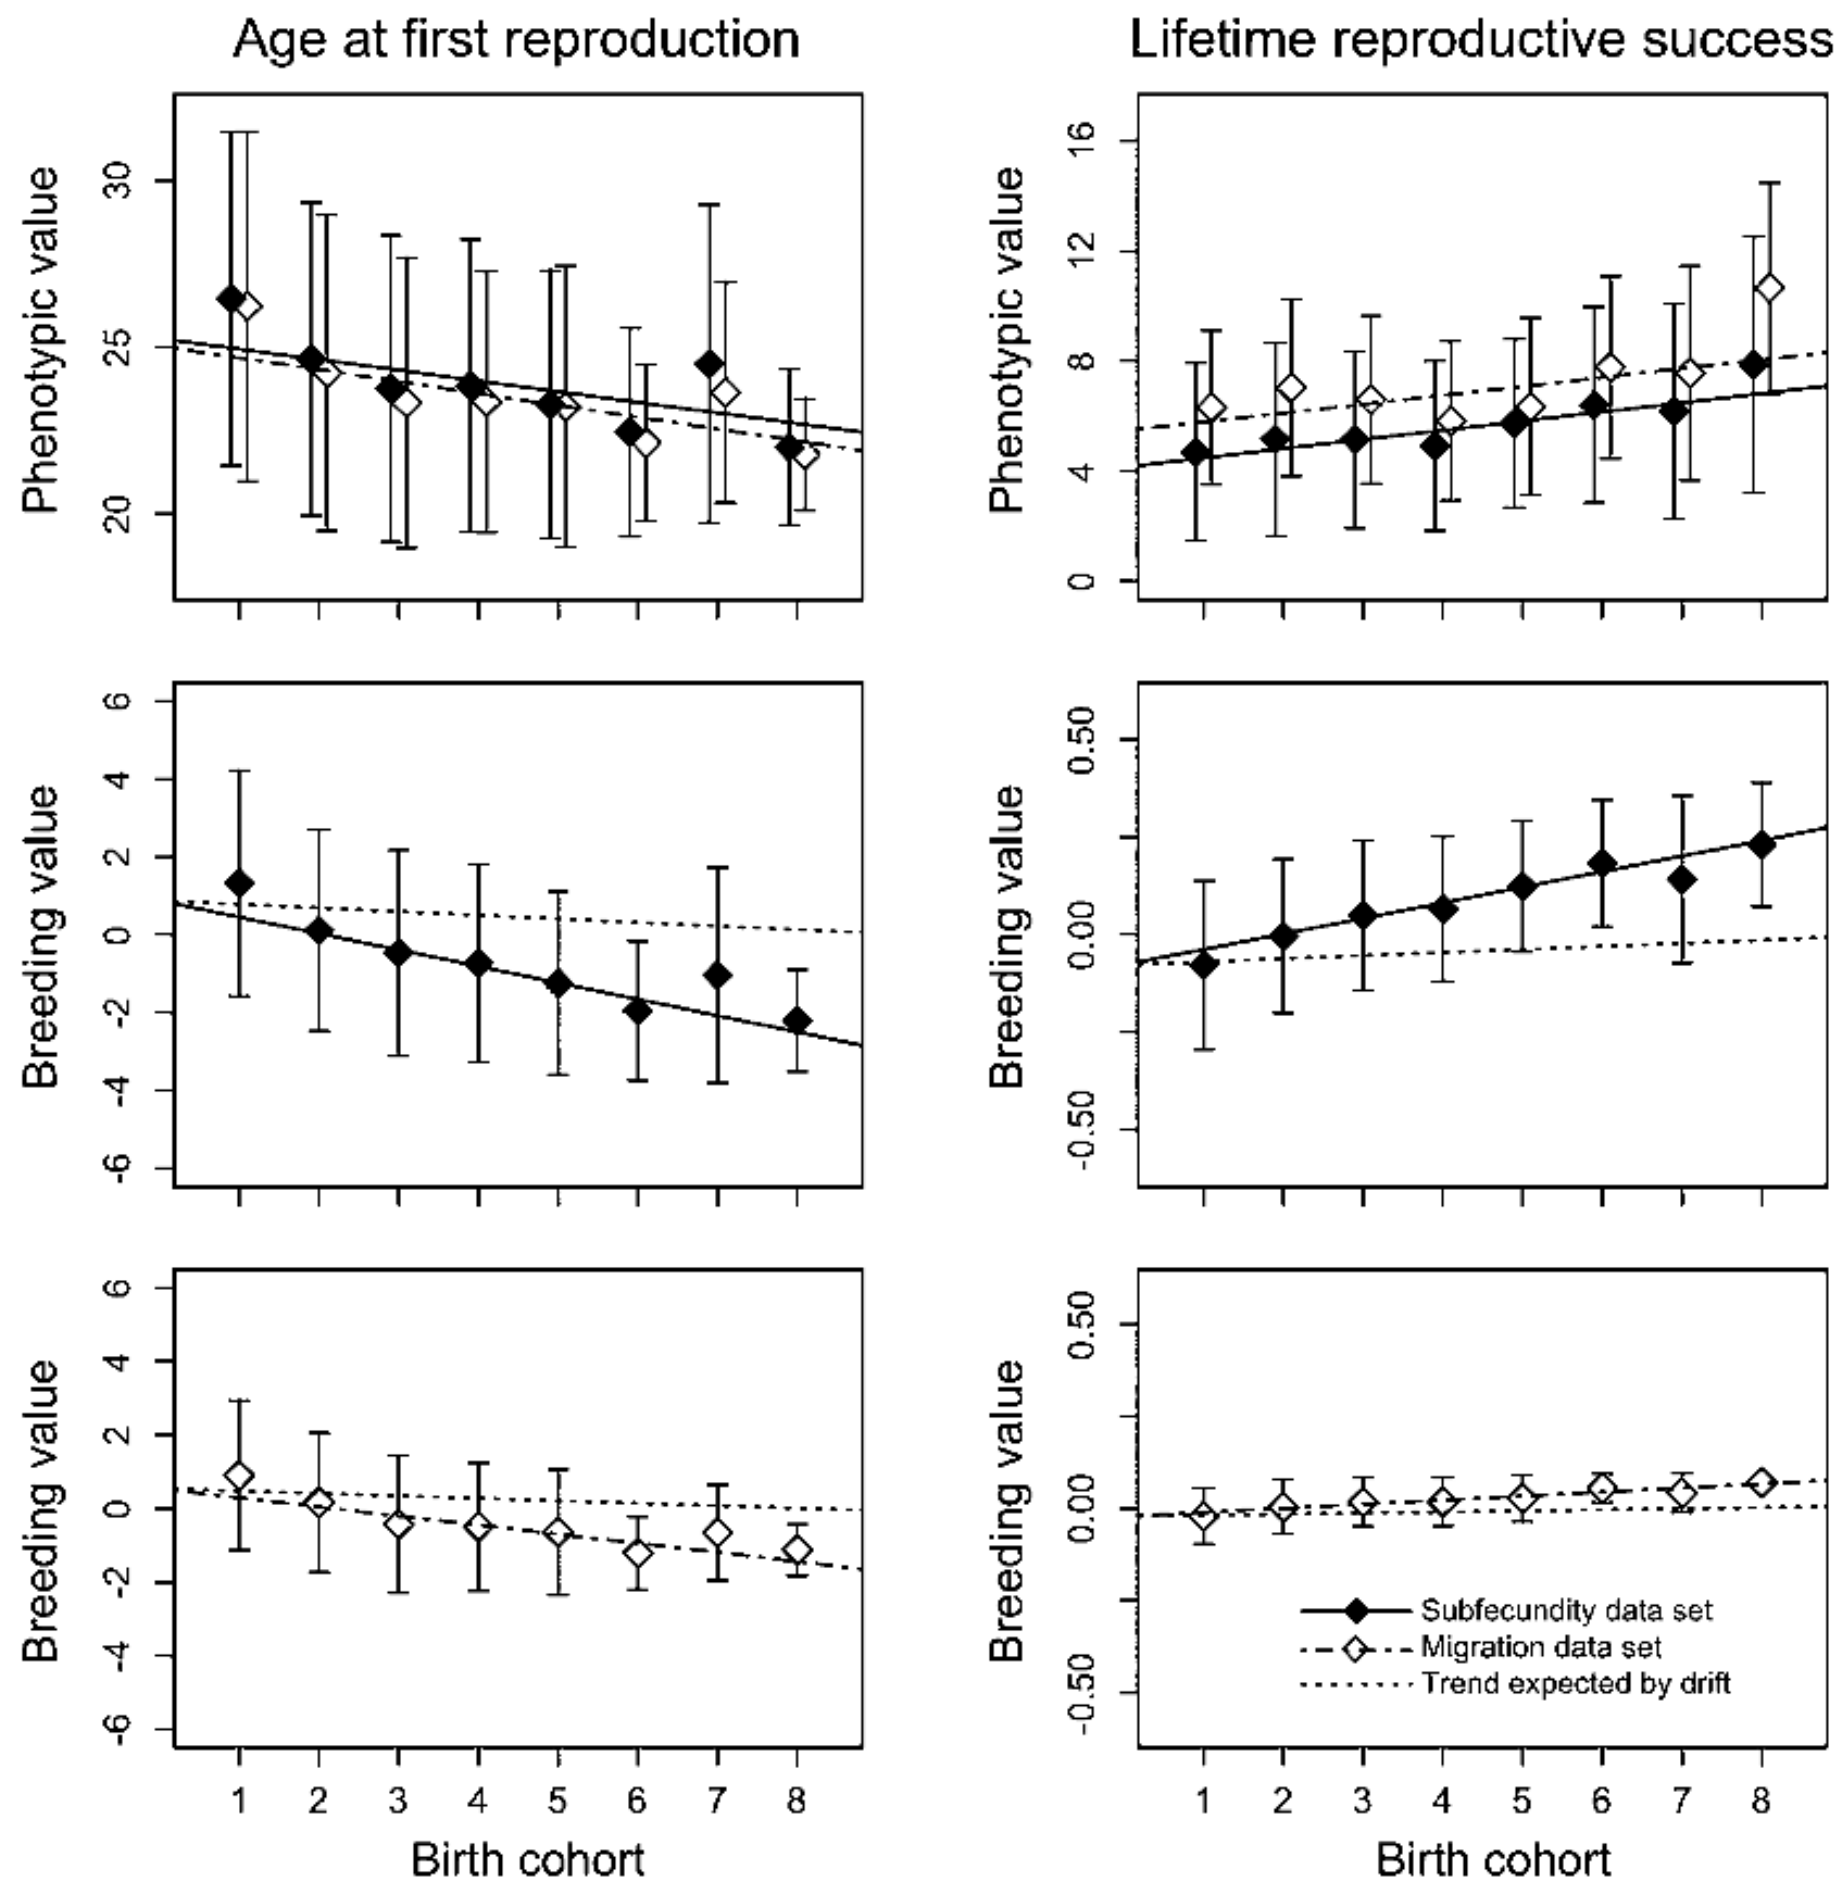 Age at first reproduction
Lifetime reproductive success
Phenotypic value
30
25
20
Phenotypic value
16
12
8
4
0
Breeding value
6
4
2
0
-2
-4
-6
Breeding value
0.50
0.00
-0.50
Breeding value
6
4
2
0
-2
-4
-6
1 2 3 4 5 6 7 8
Birth cohort
Breeding value
0.50
0.00
-0.50
Subfecundity data set
Migration data set
Trend expected by drift
1 2 3 4 5 6 7 8
Birth cohort